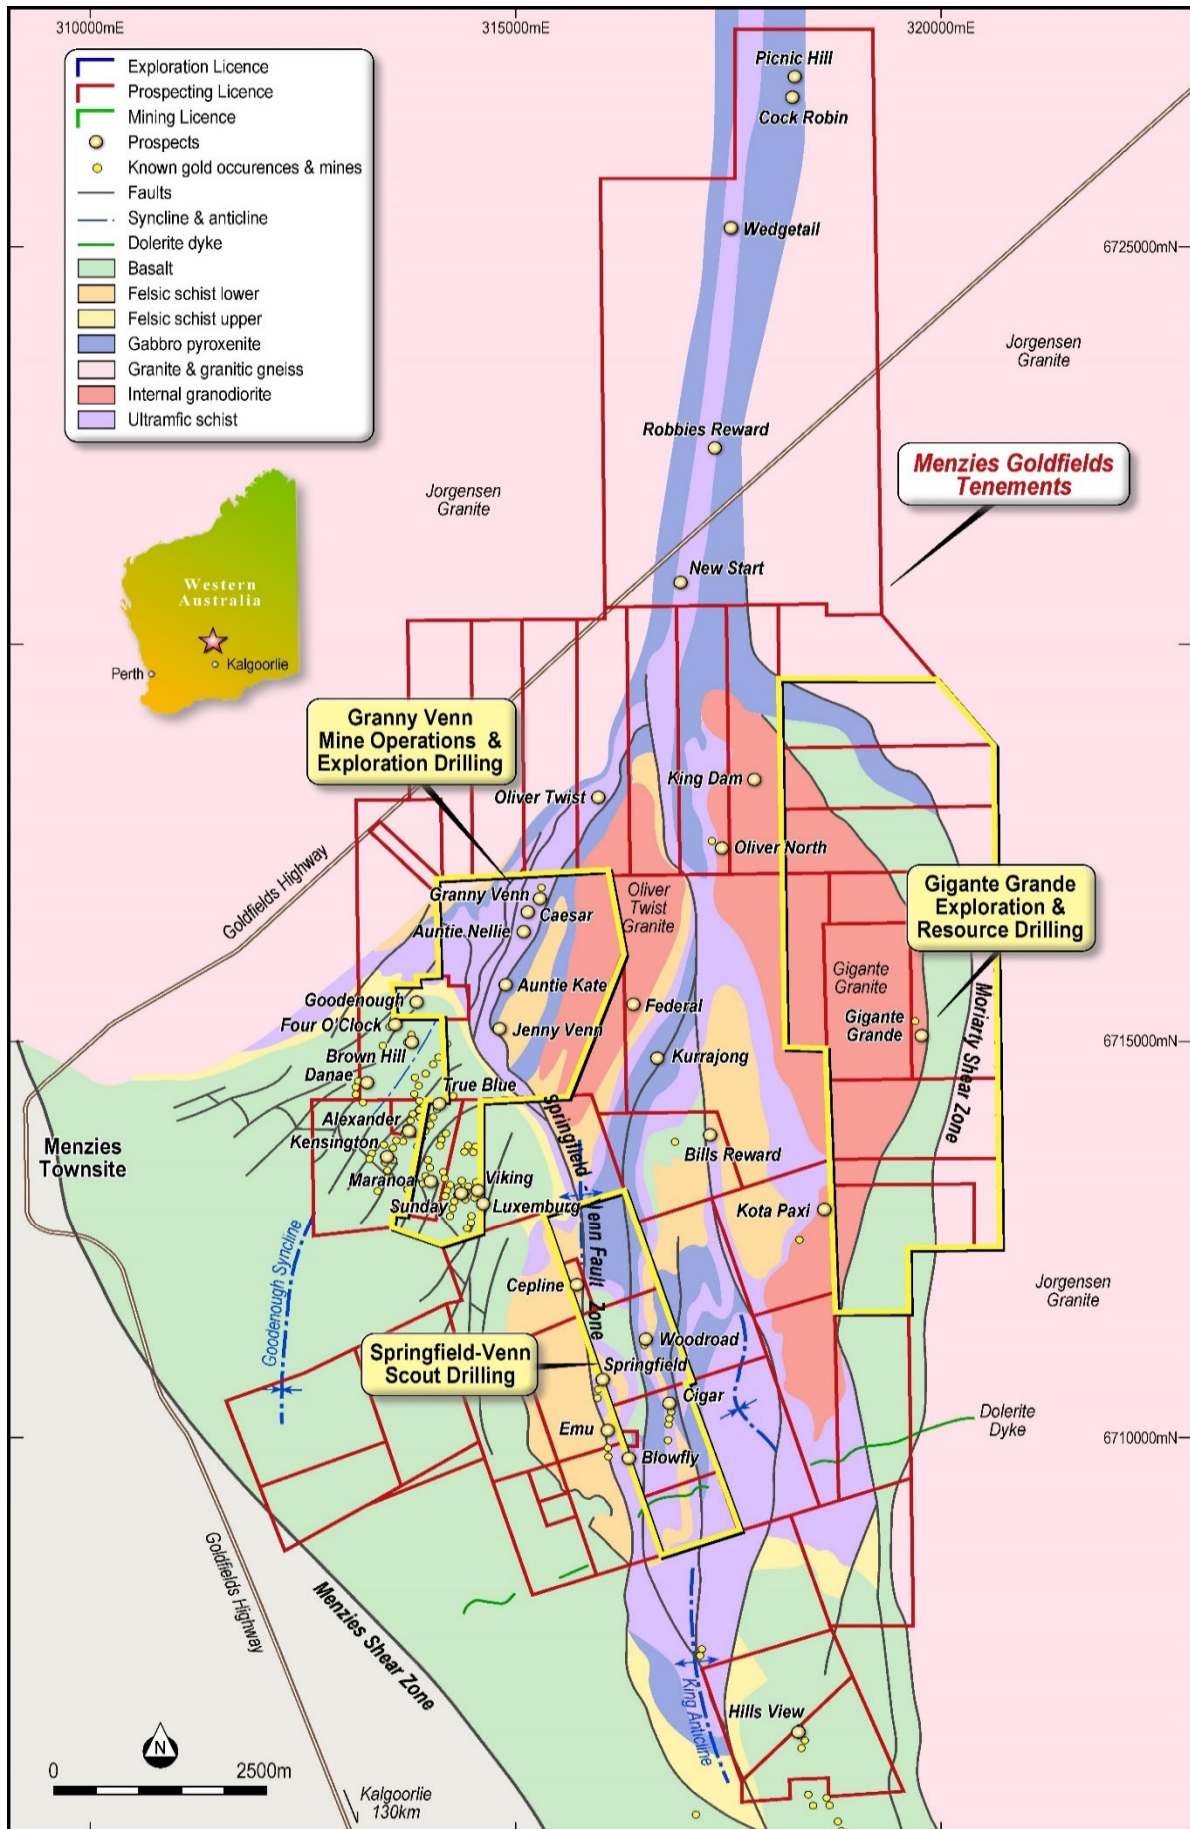 310000mE
315000mE
320000mE
Exploration Licence
Prospecting Licence
Mining Licence
Prospects
Known gold occurences & mines
Faults
Syncline & anticline
Dolerite dyke
Basalt
Felsic schist lower
Felsic schist upper
Gabbro pyroxenite
Granite & granitic gneiss
Internal granodiorite
Ultramfic schist
Picnic Hill
Cock Robin
Wedgetail
6725000mN
Jorgensen
Granite
Robbies Reward
Menzies Goldfields
Tenements
Jorgensen
Granite
Western
Australia
Kalgoorlie
Perth
New Start
Granny Venn
Mine Operations &
Exploration Drilling
King Dam
Oliver Twist
Oliver North
Goldfields Highway
Granny Venn
Caesar
Auntie Nellie
Oliver
Twist
Granite
Gigante Grande
Exploration &
Resource Drilling
Gigante
Granite
Auntie Kate
Goodenough
Federal
Four O'Clock
Jenny Venn
Gigante
Grande
Moriarty Shear Zone
6715000mN
Brown Hill
Kurrajong
Danae
True Blue
Alexander
Kensington
Menzies
Townsite
Springfield - Venn Fault Zone
Bills Reward
Maranoa
Viking
Sunday
Luxemburg
Kota Paxi
Goodenough Syncline
Cepline
Jorgensen
Granite
Woodroad
Springfield-Venn
Scout Drilling
Springfield
Cigar
Emu
Blowfly
Dolerite
Dyke
6710000mN
Goldfields Highway
Menzies Shear Zone
King Anticline
Hills View
N
0
2500m
Kalgoorlie
130km